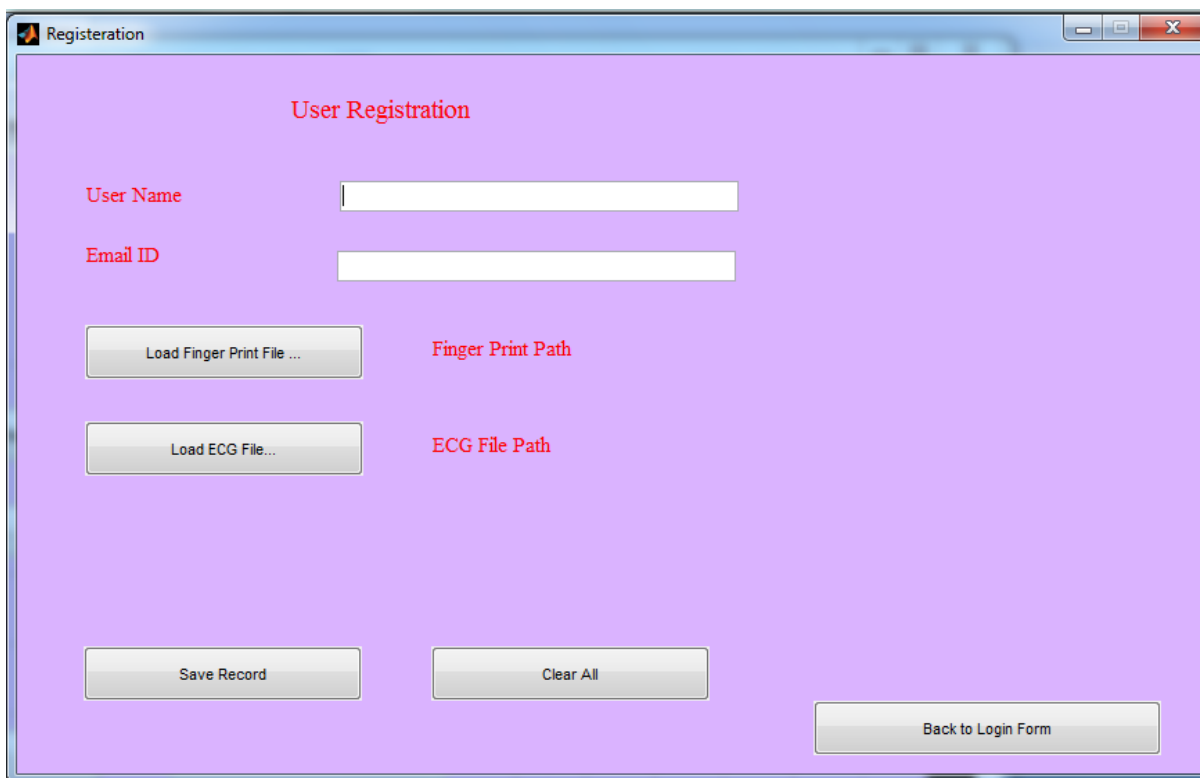 Registeration
User Registration
User Name
Email ID
Load Finger Print File ...
Finger Print Path
Load ECG File...
ECG File Path
Save Record
Clear All
Back to Login Form